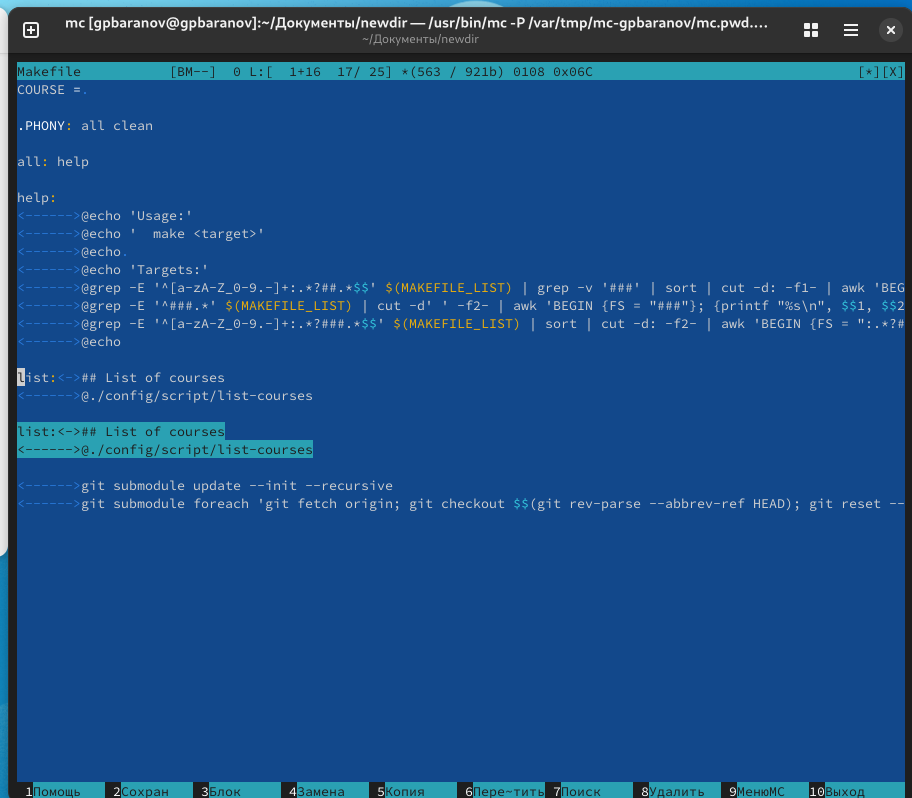 mc [gpbaranov@gpbaranov]:~/Документы/newdir — /usr/bin/mc -P /var/tmp/mc-gpbaranov/mc.pwd....
~/Документы/newdir
Makefile [BM--] 0 L:[ 1+16 17/ 25] *(563 / 921b) 0108 0x06C [*][X]
COURSE =.
.PHONY: all clean
all: help
help:
<------>@echo 'Usage:'
<------>@echo '  make <target>'
<------>@echo.
<------>@echo 'Targets:'
<------>@grep -E '^[a-zA-Z_0-9.-]+:.*?##.*$$' $(MAKEFILE_LIST) | grep -v '###' | sort | cut -d: -f1- | awk 'BEG
<------>@grep -E '^###.*' $(MAKEFILE_LIST) | cut -d' ' -f2- | awk 'BEGIN {FS = "###"}; {printf "%s\n", $$1, $$2
<------>@grep -E '^[a-zA-Z_0-9.-]+:.*?###.*$$' $(MAKEFILE_LIST) | sort | cut -d: -f2- | awk 'BEGIN {FS = ":.*?#
<------>@echo
list:<->## List of courses
<------>@./config/script/list-courses
list:<->## List of courses
<------>@./config/script/list-courses
<------>git submodule update --init --recursive
<------>git submodule foreach 'git fetch origin; git checkout $$(git rev-parse --abbrev-ref HEAD); git reset --
1Помощь 2Сохран 3Блок 4Замена 5Копия 6Пере~тить 7Поиск 8Удалить 9МенюМС 10Выход